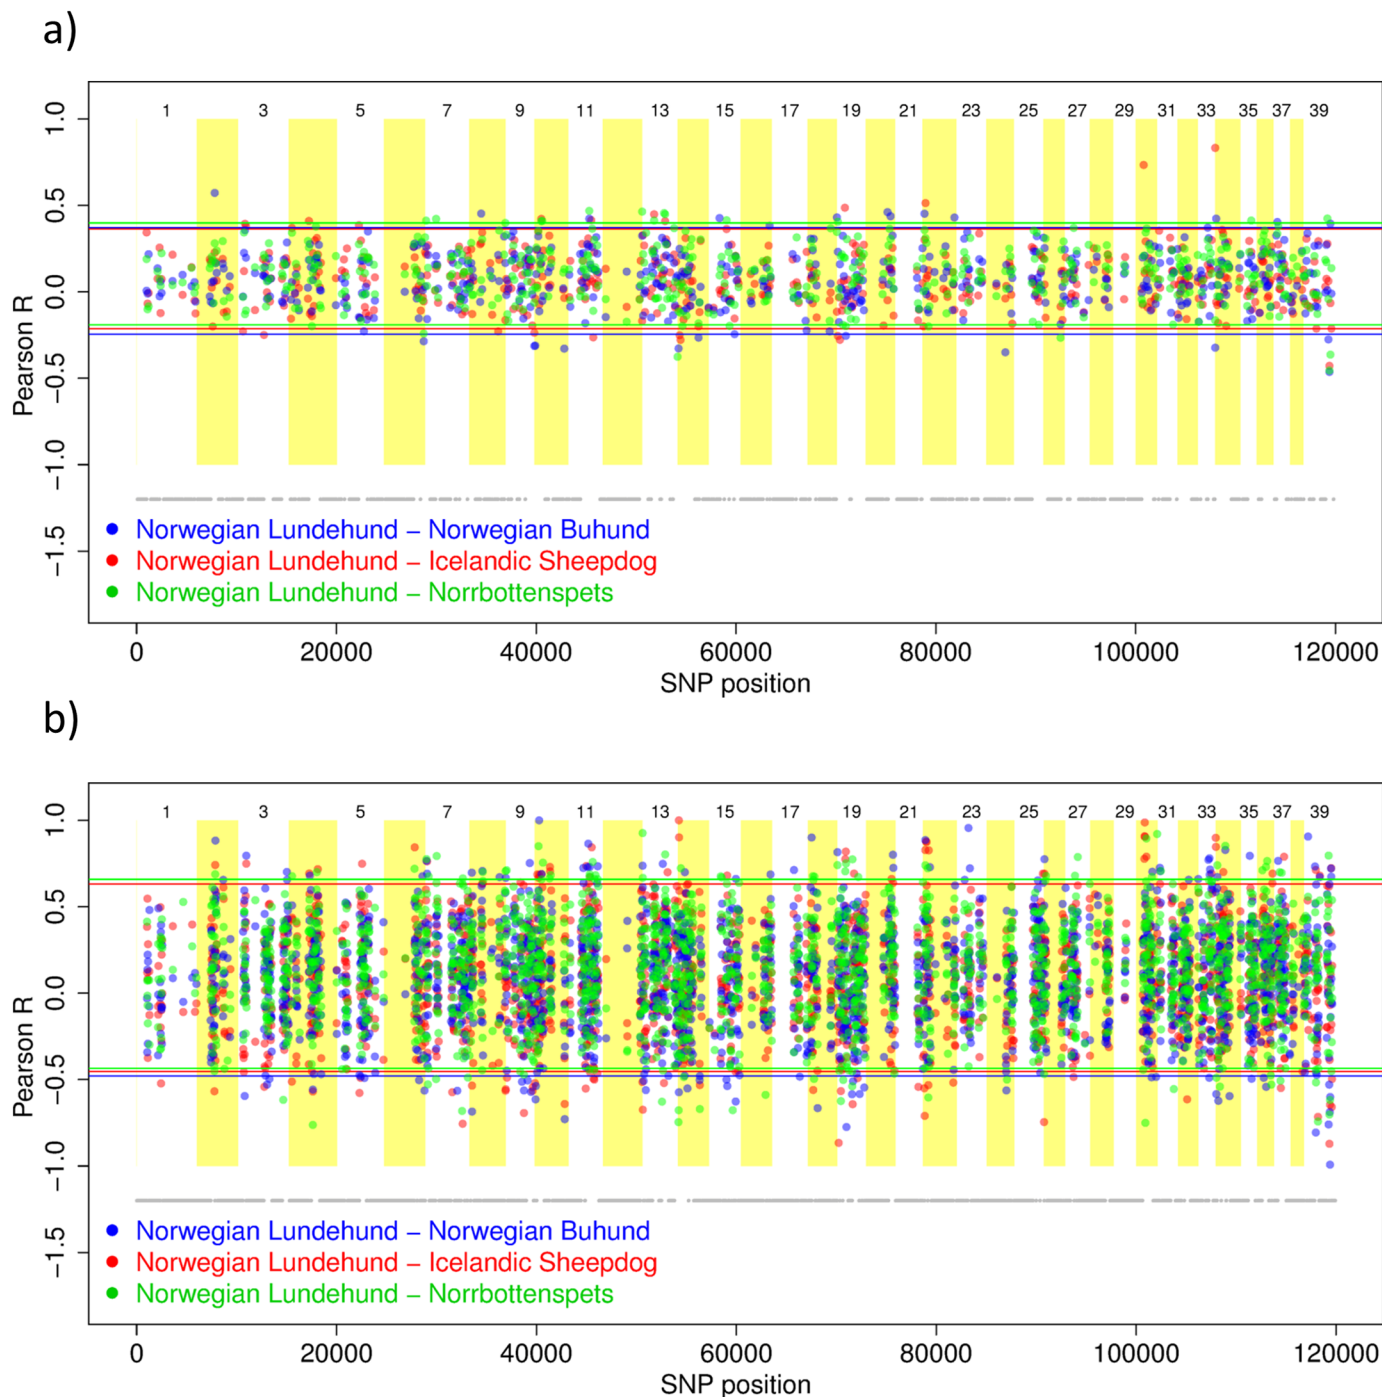 a)
1 3 5 7 9 11 13 15 17 19 21 23 25 27 29 31 33 35 37 39
1.0
0.5
0.0
−0.5
−1.0
−1.5
Pearson R
Norwegian Lundehund − Norwegian Buhund
Norwegian Lundehund − Icelandic Sheepdog
Norwegian Lundehund − Norrbottenspets
0 20000 40000 60000 80000 100000 120000
SNP position
b)
1 3 5 7 9 11 13 15 17 19 21 23 25 27 29 31 33 35 37 39
1.0
0.5
0.0
−0.5
−1.0
−1.5
Pearson R
Norwegian Lundehund − Norwegian Buhund
Norwegian Lundehund − Icelandic Sheepdog
Norwegian Lundehund − Norrbottenspets
0 20000 40000 60000 80000 100000 120000
SNP position